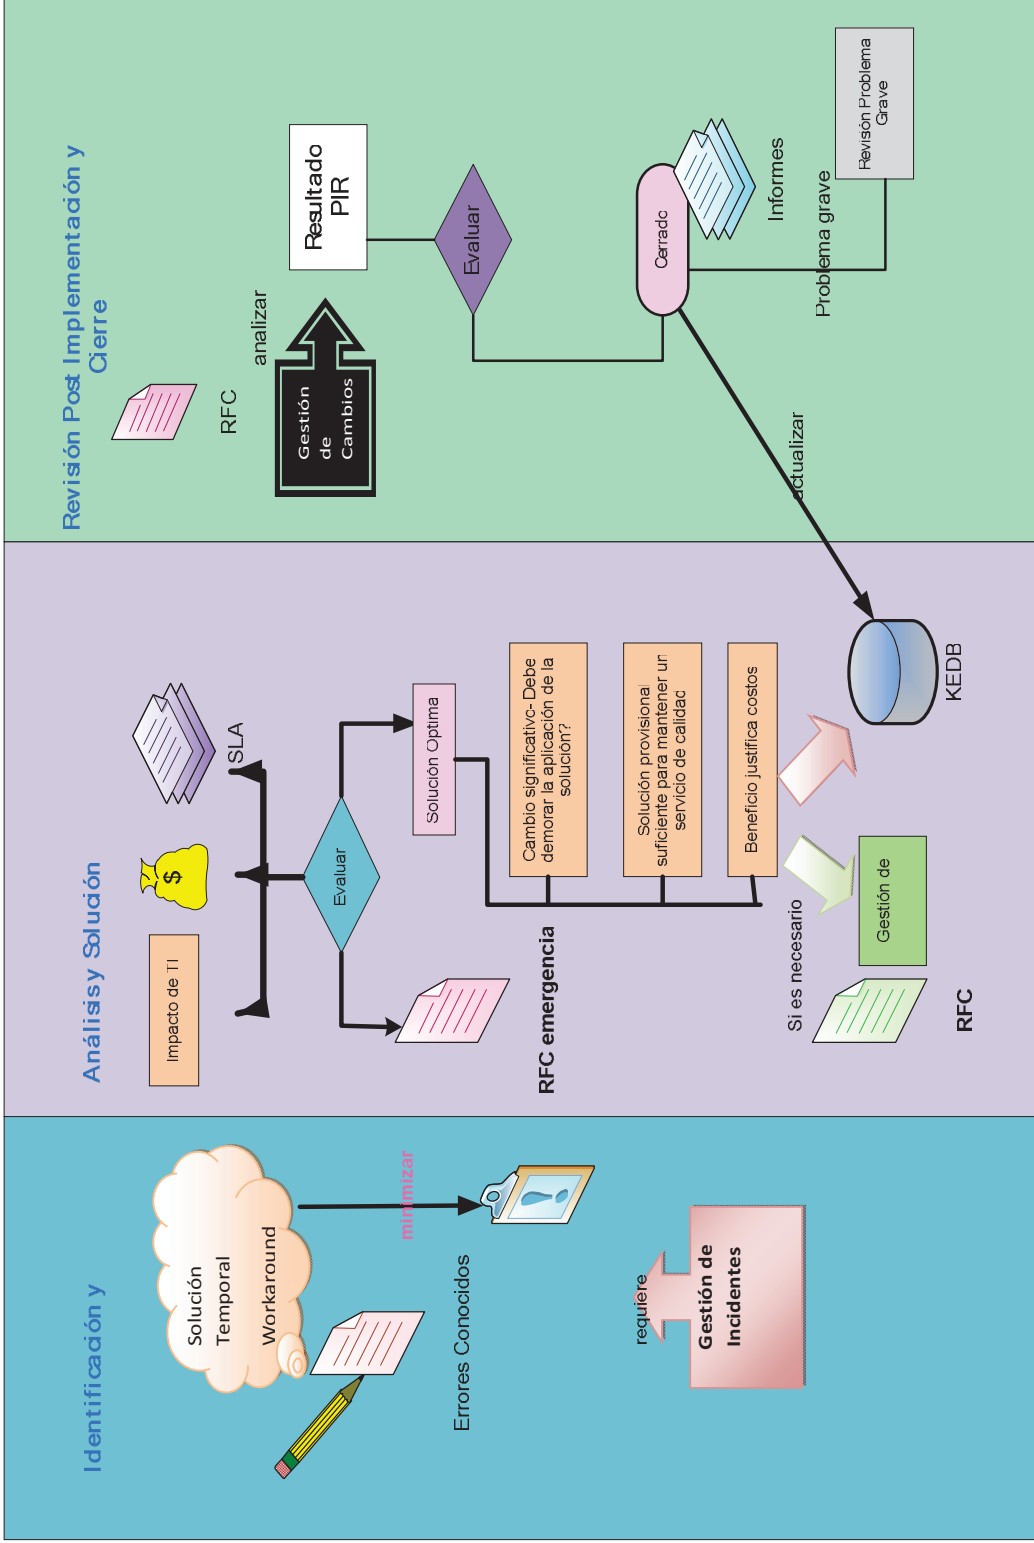 Identificación y
Solución
Temporal
Workaround
minimizar
Errores Conocidos
requiere
Gestión de
Incidentes
Análisis y Solución
Impacto de TI
$
SLA
Evaluar
RFC emergencia
Solución Optima
Cambio significativo- Debe
demorar la aplicación de la
solución?
Solución provisional
suficiente para mantener un
servicio de calidad
Beneficio justifica costos
Si es necesario
Gestión de
RFC
KEDB
Revisión Post Implementación y
Cierre
RFC
analizar
Gestión
de
Cambios
Resultado
PIR
Evaluar
Cerrado
Informes
Problema grave
Revisión Problema
Grave
actualizar